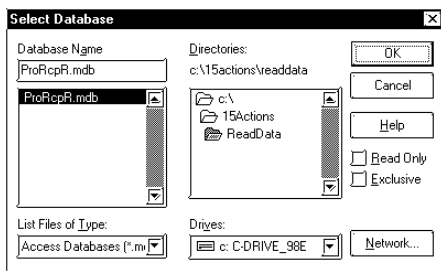 Select Database
Database Name
ProRcpR.mdb
ProRcpR.mdb
List Files of Type:
Access Databases (*.m
Directories:
c:\15actions\readdata
c:\
15Actions
ReadData
Drives:
c: C-DRIVE_98E
OK
Cancel
Help
Read Only
Exclusive
Network...